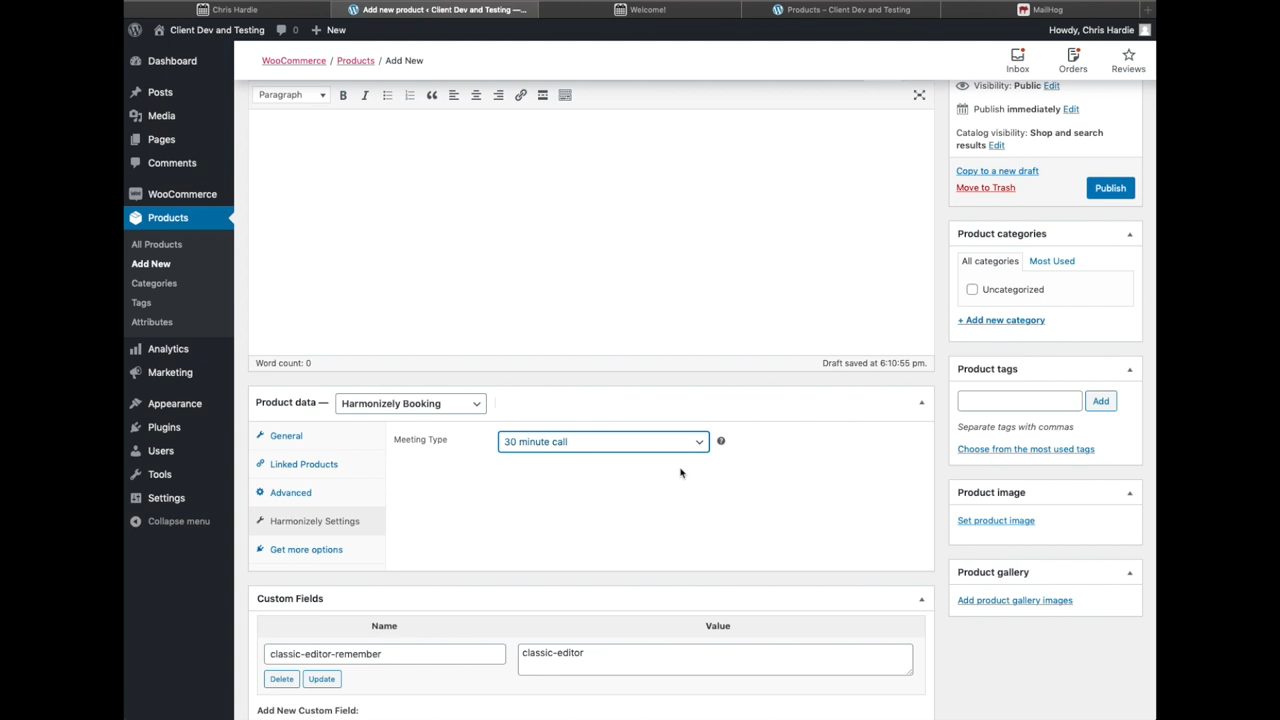 Chris Hardie
Add new product ‹ Client Dev and Testing —...
Welcome!
Products – Client Dev and Testing
MailHog
Client Dev and Testing
0
New
Howdy, Chris Hardie
Dashboard
Posts
Media
Pages
Comments
WooCommerce
Products
All Products
Add New
Categories
Tags
Attributes
Analytics
Marketing
Appearance
Plugins
Users
Tools
Settings
Collapse menu
WooCommerce / Products / Add New
Inbox
Orders
Reviews
Paragraph
B I
Word count: 0
Draft saved at 6:10:55 pm.
Product data —
Harmonizely Booking
General
Linked Products
Advanced
Harmonizely Settings
Get more options
Meeting Type
30 minute call
Custom Fields
Name
Value
classic-editor-remember
classic-editor
Delete
Update
Add New Custom Field:
Visibility: Public Edit
Publish immediately Edit
Catalog visibility: Shop and search
results Edit
Copy to a new draft
Move to Trash
Publish
Product categories
All categories
Most Used
Uncategorized
+ Add new category
Product tags
Add
Separate tags with commas
Choose from the most used tags
Product image
Set product image
Product gallery
Add product gallery images